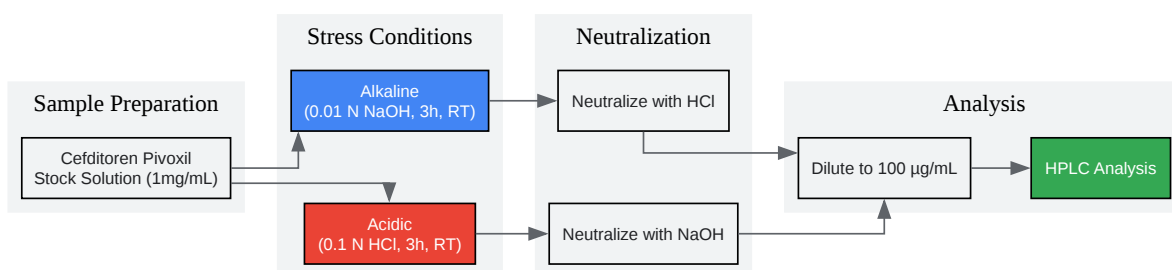 Sample Preparation
Cefditoren Pivoxil
Stock Solution (1mg/mL)
Stress Conditions
Alkaline
(0.01 N NaOH, 3h, RT)
Acidic
(0.1 N HCl, 3h, RT)
Neutralization
Neutralize with HCl
Neutralize with NaOH
Analysis
Dilute to 100 µg/mL
HPLC Analysis